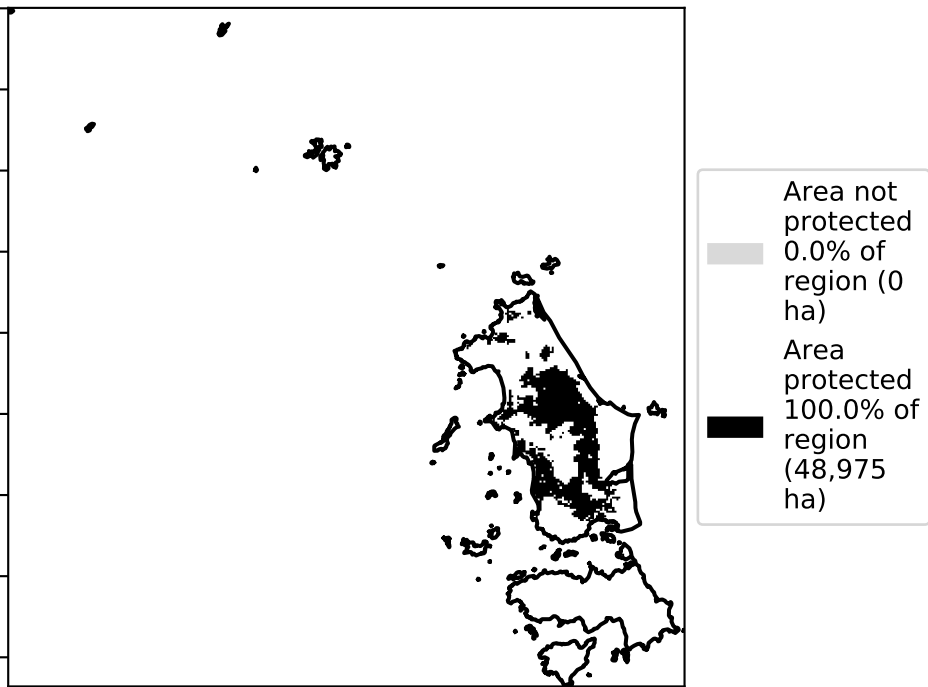 Area not
protected
0.0% of
region (0
ha)
Area
protected
100.0% of
region
(48,975
ha)